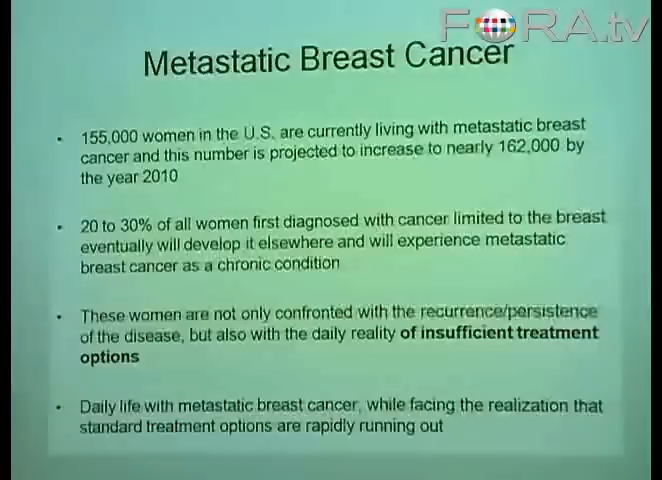 FORA.tv
Metastatic Breast Cancer
• 155,000 women in the U.S. are currently living with metastatic breast
cancer and this number is projected to increase to nearly 162,000 by
the year 2010
• 20 to 30% of all women first diagnosed with cancer limited to the breast
eventually will develop it elsewhere and will experience metastatic
breast cancer as a chronic condition
• These women are not only confronted with the recurrence/persistence
of the disease, but also with the daily reality of insufficient treatment
options
• Daily life with metastatic breast cancer, while facing the realization that
standard treatment options are rapidly running out